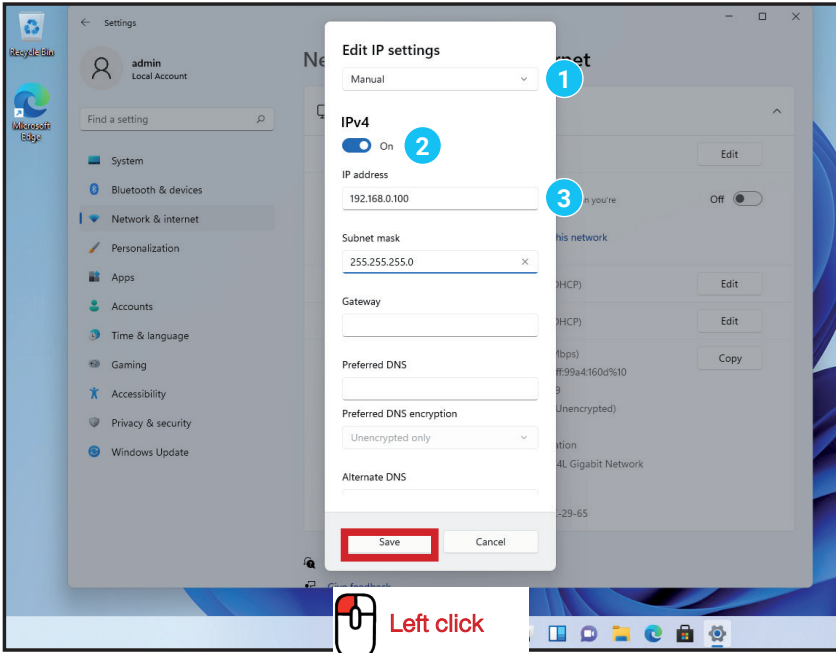 Recycle Bin
Microsoft
Edge
Settings
admin
Local Account
Find a setting
System
Bluetooth & devices
Network & internet
Personalization
Apps
Accounts
Time & language
Gaming
Accessibility
Privacy & security
Windows Update
Ne
rnet
Edit IP settings
Manual
1
IPv4
On
2
IP address
192.168.0.100
3
Subnet mask
255.255.255.0
Gateway
Preferred DNS
Preferred DNS encryption
Unencrypted only
Alternate DNS
Save
Cancel
Edit
n you're
Off
his network
DHCP)
Edit
DHCP)
Edit
Mbps)
Copy
ff:99a4:160d%10
9
Unencrypted)
ation
4L Gigabit Network
-29-65
Give feedback
Left click